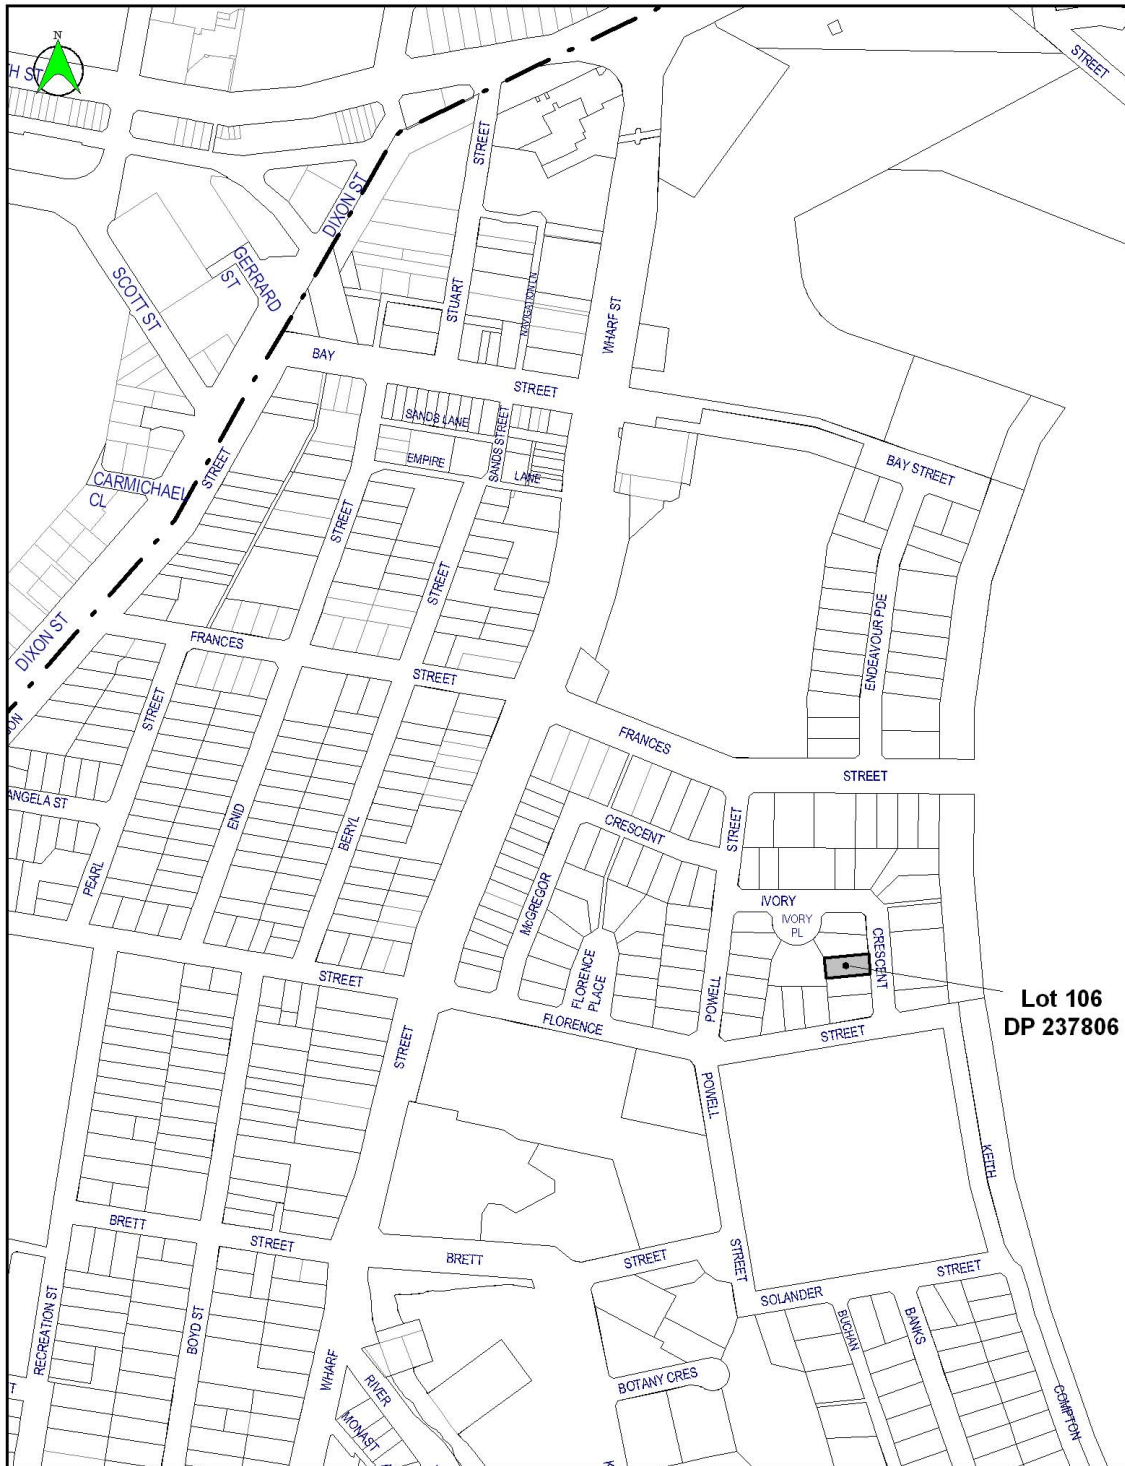 N
TH ST
STREET
STREET
DIXON ST
GERRARD
ST
SCOTT ST
STUART
NAVIGATION LN
WHARF ST
BAY
STREET
SANDS LANE
SANDS STREET
EMPIRE
LANE
BAY STREET
CARMICHAEL
CL
STREET
STREET
STREET
ENDEAVOUR PDE
DIXON ST
FRANCES
STREET
STREET
FRANCES
STREET
ANGELA ST
ENID
BERYL
PEARL
CRESCENT
STREET
McGREGOR
IVORY
IVORY
PL
CRESCENT
STREET
FLORENCE
PLACE
POWELL
FLORENCE
STREET
Lot 106
DP 237806
STREET
POWELL
KEITH
BRETT
STREET
BRETT
STREET
STREET
STREET
SOLANDER
BUCHAN
BANKS
RECREATION ST
BOYD ST
WHARF
RIVER
MONAST
BOTANY CRES
COMPTON